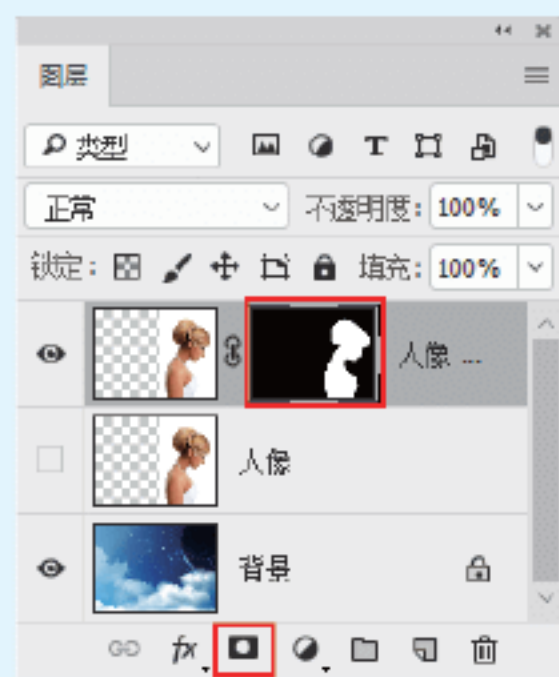 图层
类型
正常 不透明度: 100%
锁定: 填充: 100%
人像 ...
人像
背景
fx